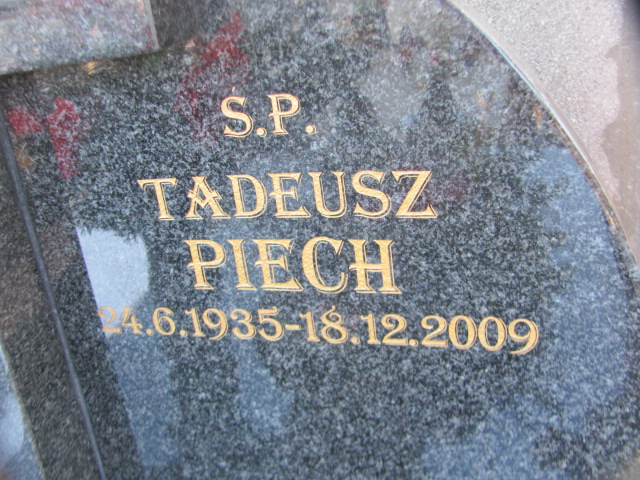 Ś.P.
TADEUSZ
PIECH
24.6.1935-18.12.2009